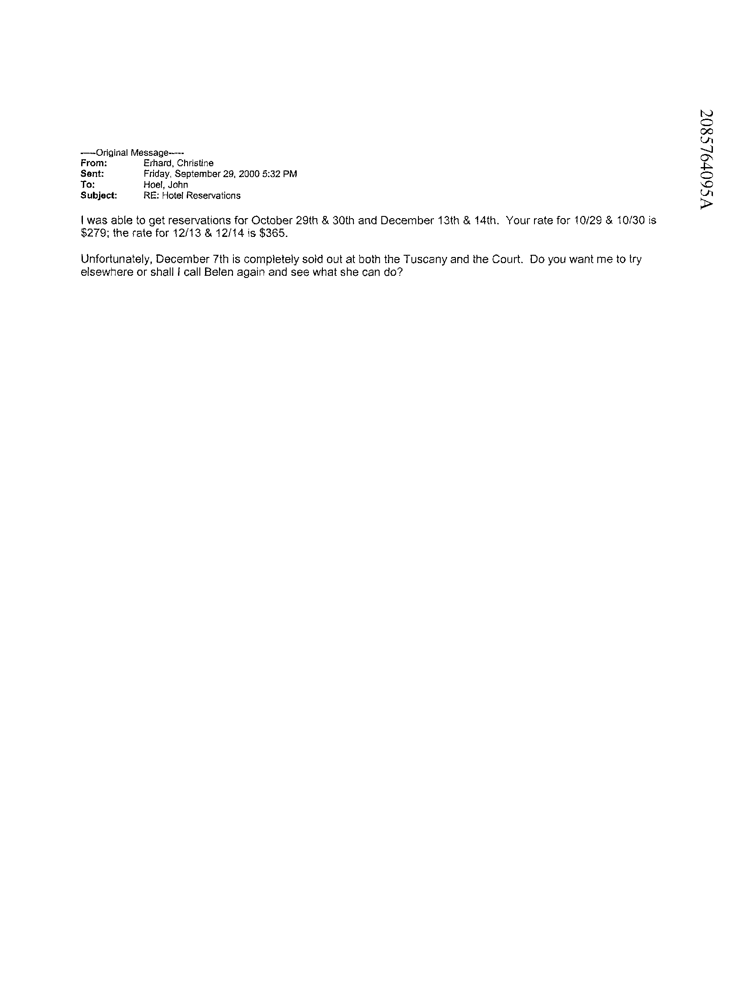 -----Original Message-----
From: Erhard, Christine
Sent: Friday, September 29, 2000 5:32 PM
To: Hoel, John
Subject: RE: Hotel Reservations
I was able to get reservations for October 29th & 30th and December 13th & 14th.  Your rate for 10/29 & 10/30 is
$279; the rate for 12/13 & 12/14 is $365.
Unfortunately, December 7th is completely sold out at both the Tuscany and the Court.  Do you want me to try
elsewhere or shall I call Belen again and see what she can do?
2085764095A